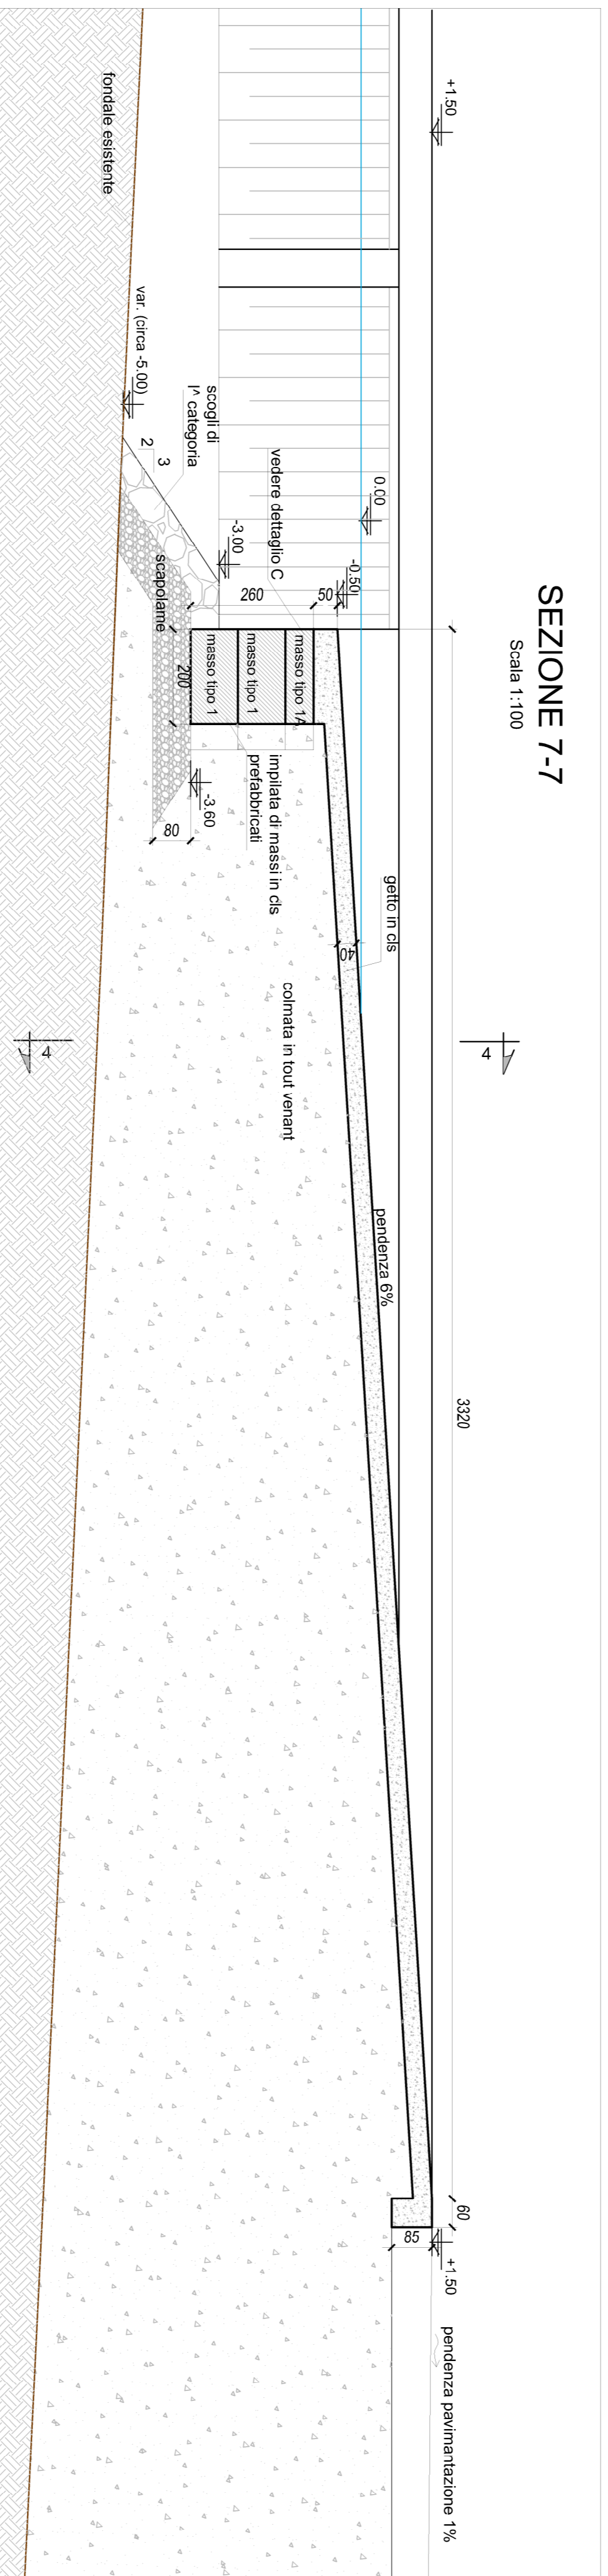 SEZIONE 7-7
Scala 1:100
+1.50
fondale esistente
var. (circa -5.00)
2
3
scogli di
I^ categoria
vedere dettaglio C
0.00
-0.50
-3.00
260
50
scapolame
200
masso tipo 1
masso tipo 1
masso tipo 1A
impilata di massi in cls
prefabbricati
-3.60
80
getto in cls
40
colmata in tout venant
4
4
pendenza 6%
3320
60
85
+1.50
pendenza pavimantazione 1%